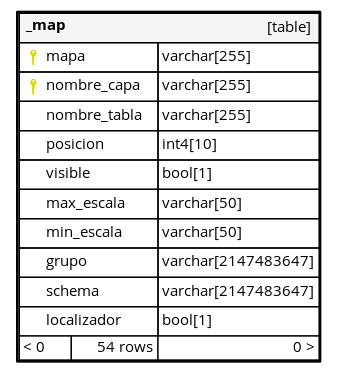 _map [table]
mapa varchar[255]
nombre_capa varchar[255]
nombre_tabla varchar[255]
posicion int4[10]
visible bool[1]
max_escala varchar[50]
min_escala varchar[50]
grupo varchar[2147483647]
schema varchar[2147483647]
localizador bool[1]
< 0 54 rows 0 >